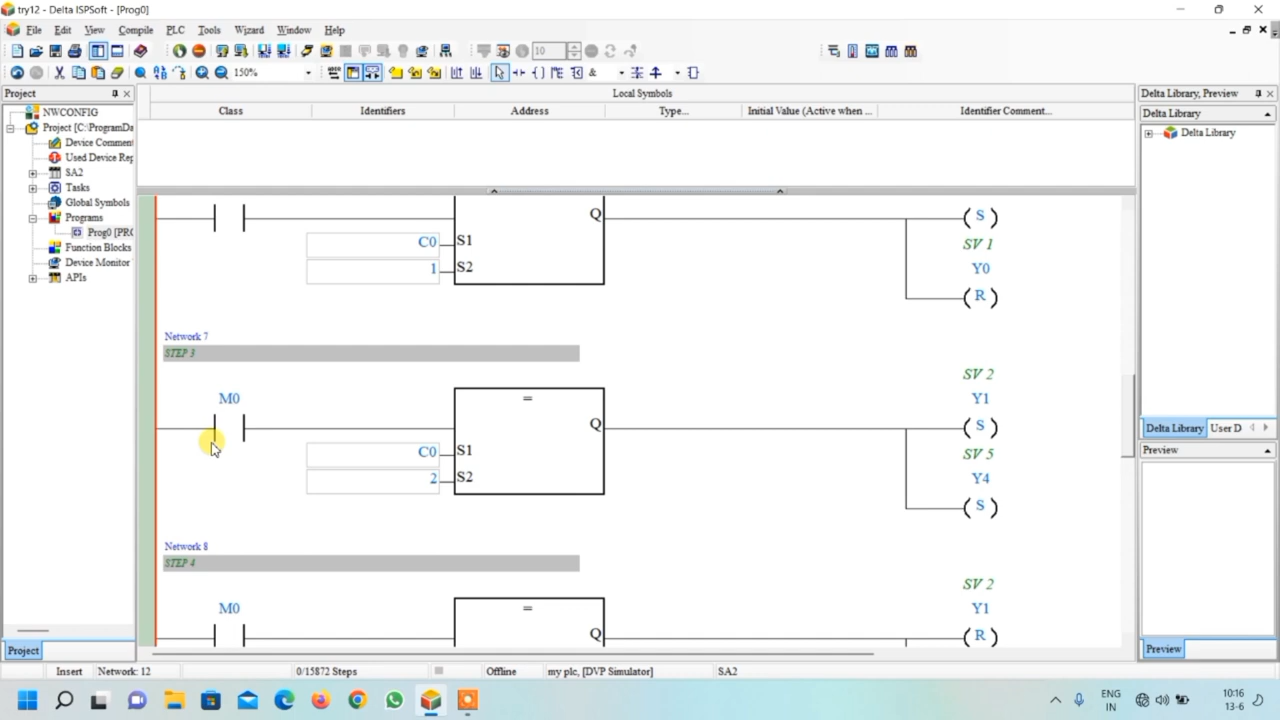 try12 - Delta ISPSoft - [Prog0]
File Edit View Compile PLC Tools Wizard Window Help
10
150%
&
Project
NWCONFIG
Project [C:\ProgramDa
Device Comment
Used Device Rep
SA2
Tasks
Global Symbols
Programs
Prog0 [PRO
Function Blocks
Device Monitor
APIs
Project
Local Symbols
Class Identifiers Address Type... Initial Value (Active when ... Identifier Comment...
Q
S
C0 S1
1 S2
SV 1
Y0
R
Network 7
STEP 3
SV 2
M0 = Y1
Q S
C0 S1
SV 5
2 S2
Y4
S
Network 8
STEP 4
SV 2
M0 = Y1
Q R
Delta Library, Preview
Delta Library
Delta Library
Delta Library User D
Preview
Preview
Insert Network: 12 0/15872 Steps Offline my plc, [DVP Simulator] SA2
ENG
IN
10:16
13-6